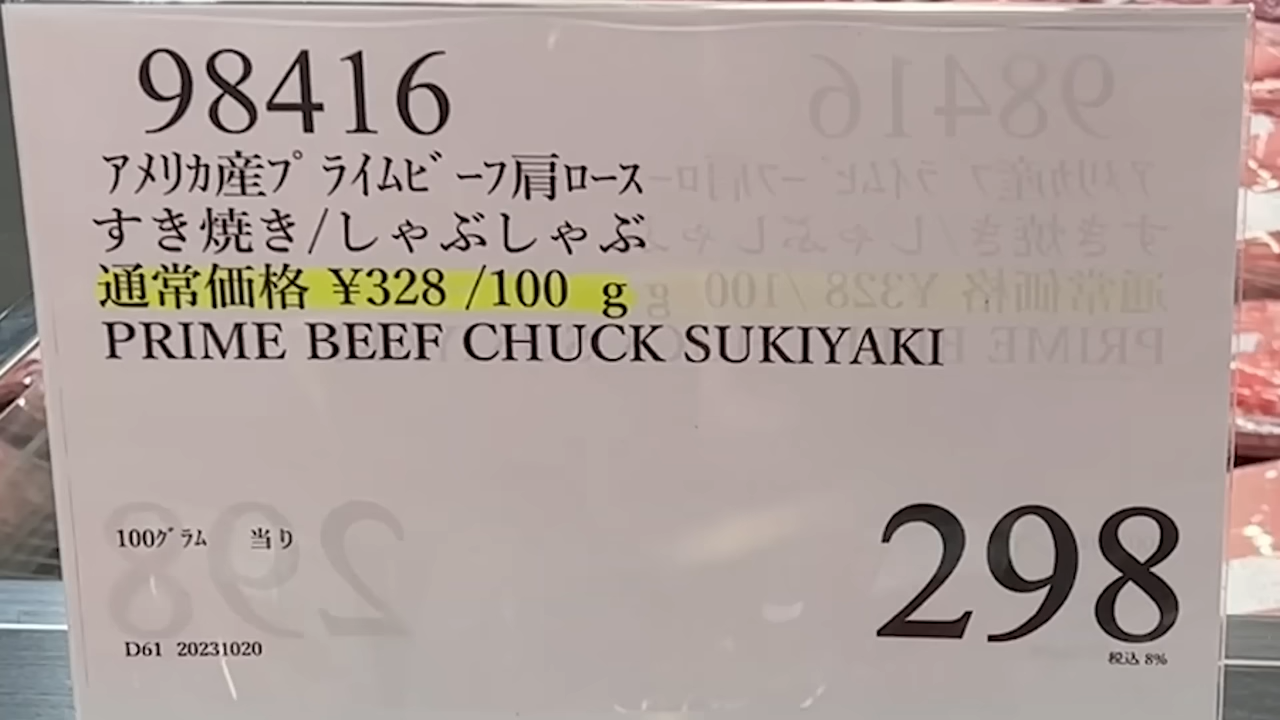 98416
アメリカ産プライムビーフ肩ロース
すき焼き/しゃぶしゃぶ
通常価格 ¥328 /100 g
PRIME BEEF CHUCK SUKIYAKI
100グラム 当り
298
税込 8%
D61 20231020